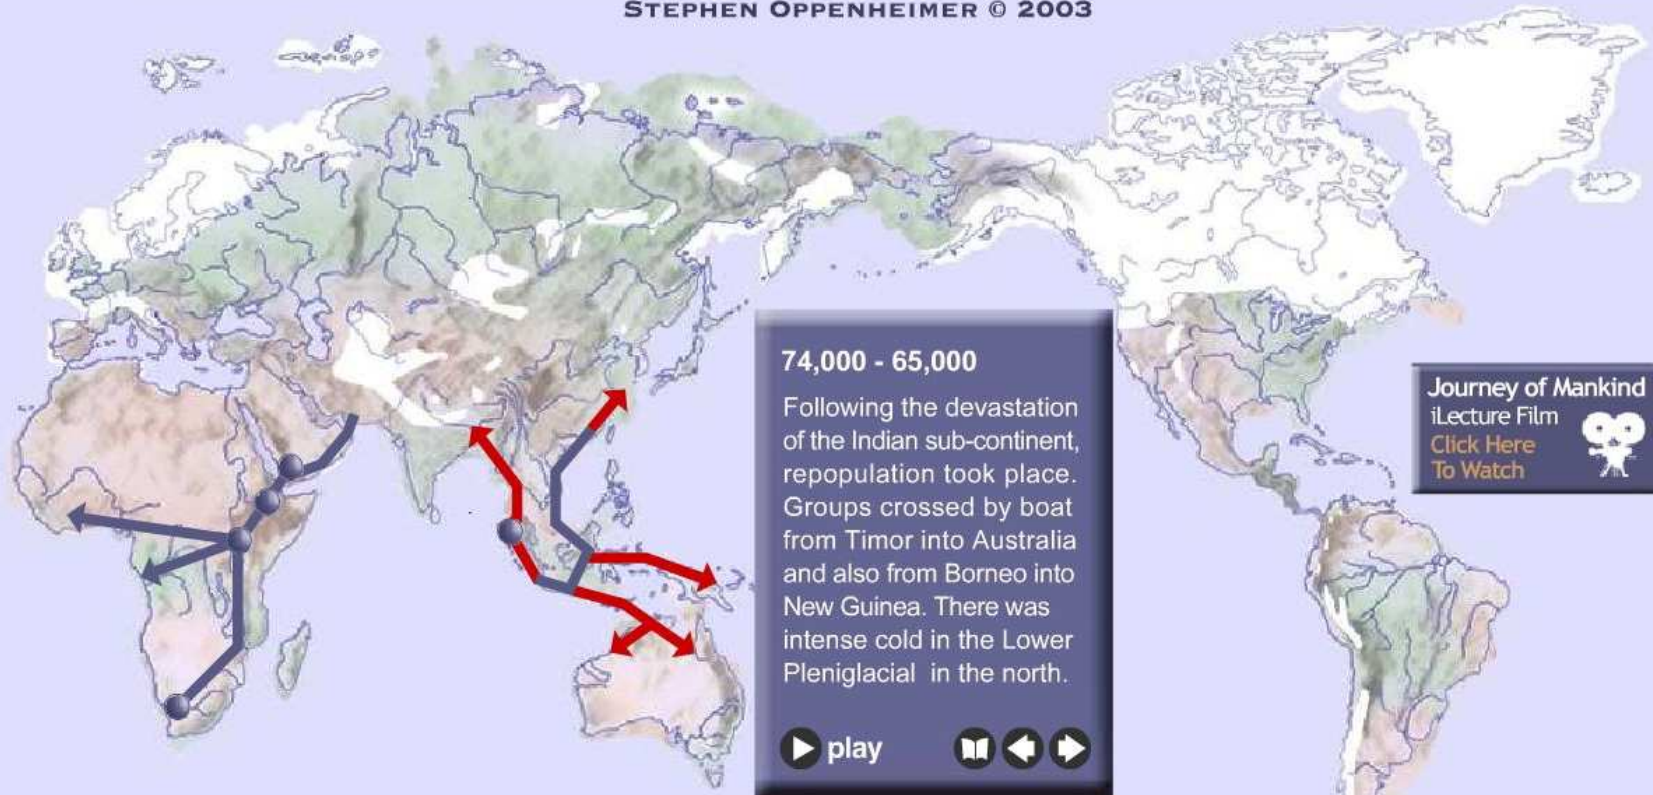 STEPHEN OPPENHEIMER © 2003
74,000 - 65,000
Following the devastation
of the Indian sub-continent,
repopulation took place.
Groups crossed by boat
from Timor into Australia
and also from Borneo into
New Guinea. There was
intense cold in the Lower
Pleniglacial in the north.
play
Journey of Mankind
iLecture Film
Click Here
To Watch